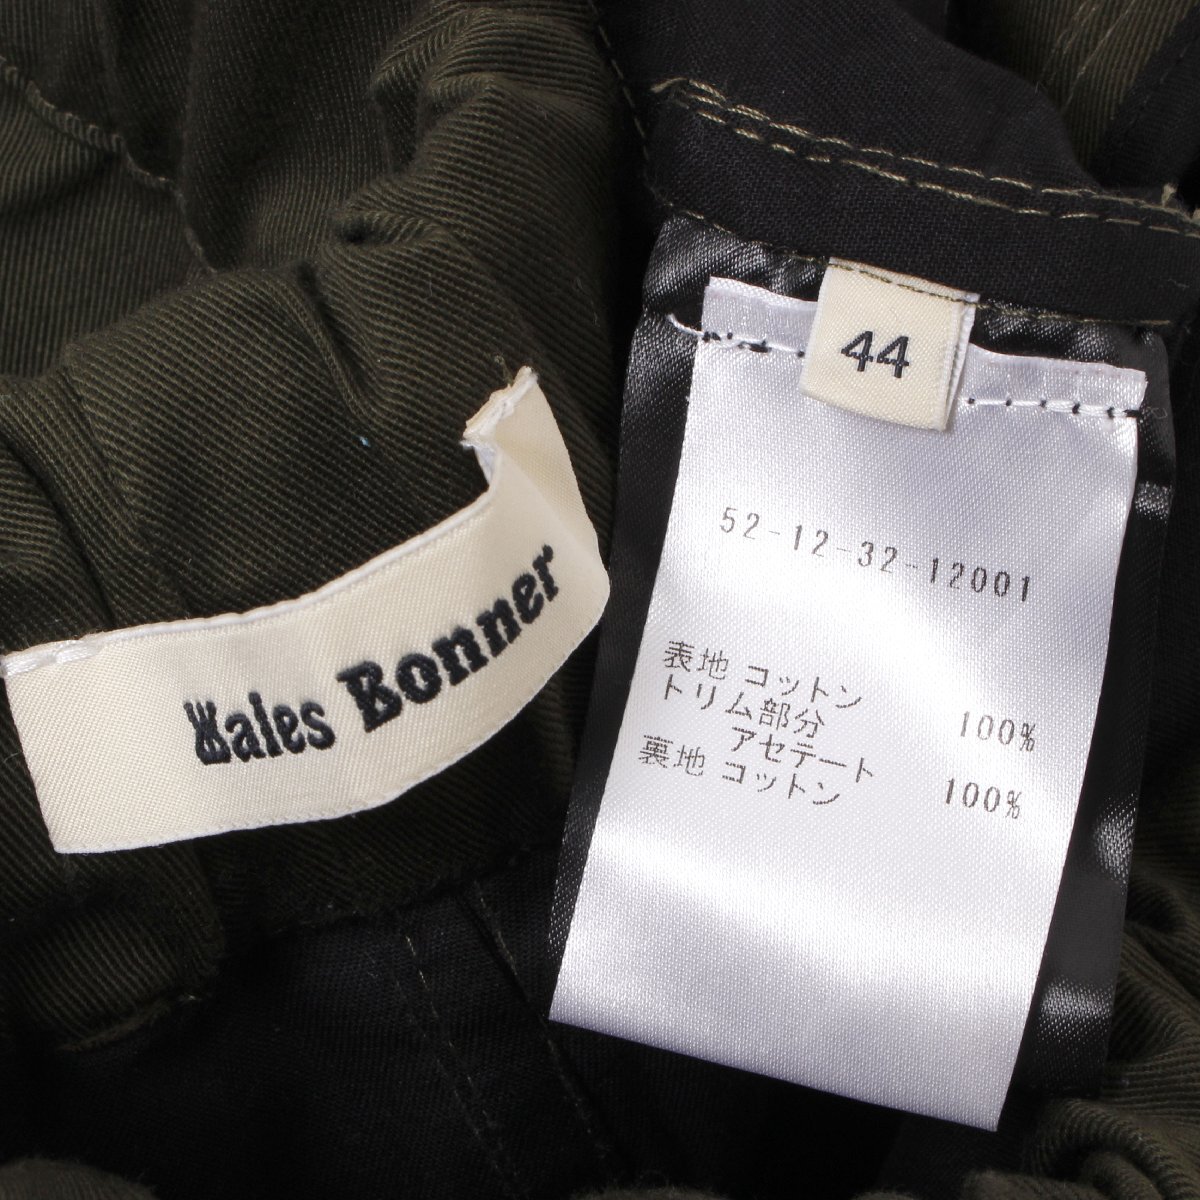 Wales Bonner
44
52-12-32-12001
表地 コットン 100%
トリム部分
アセテート 100%
裏地 コットン